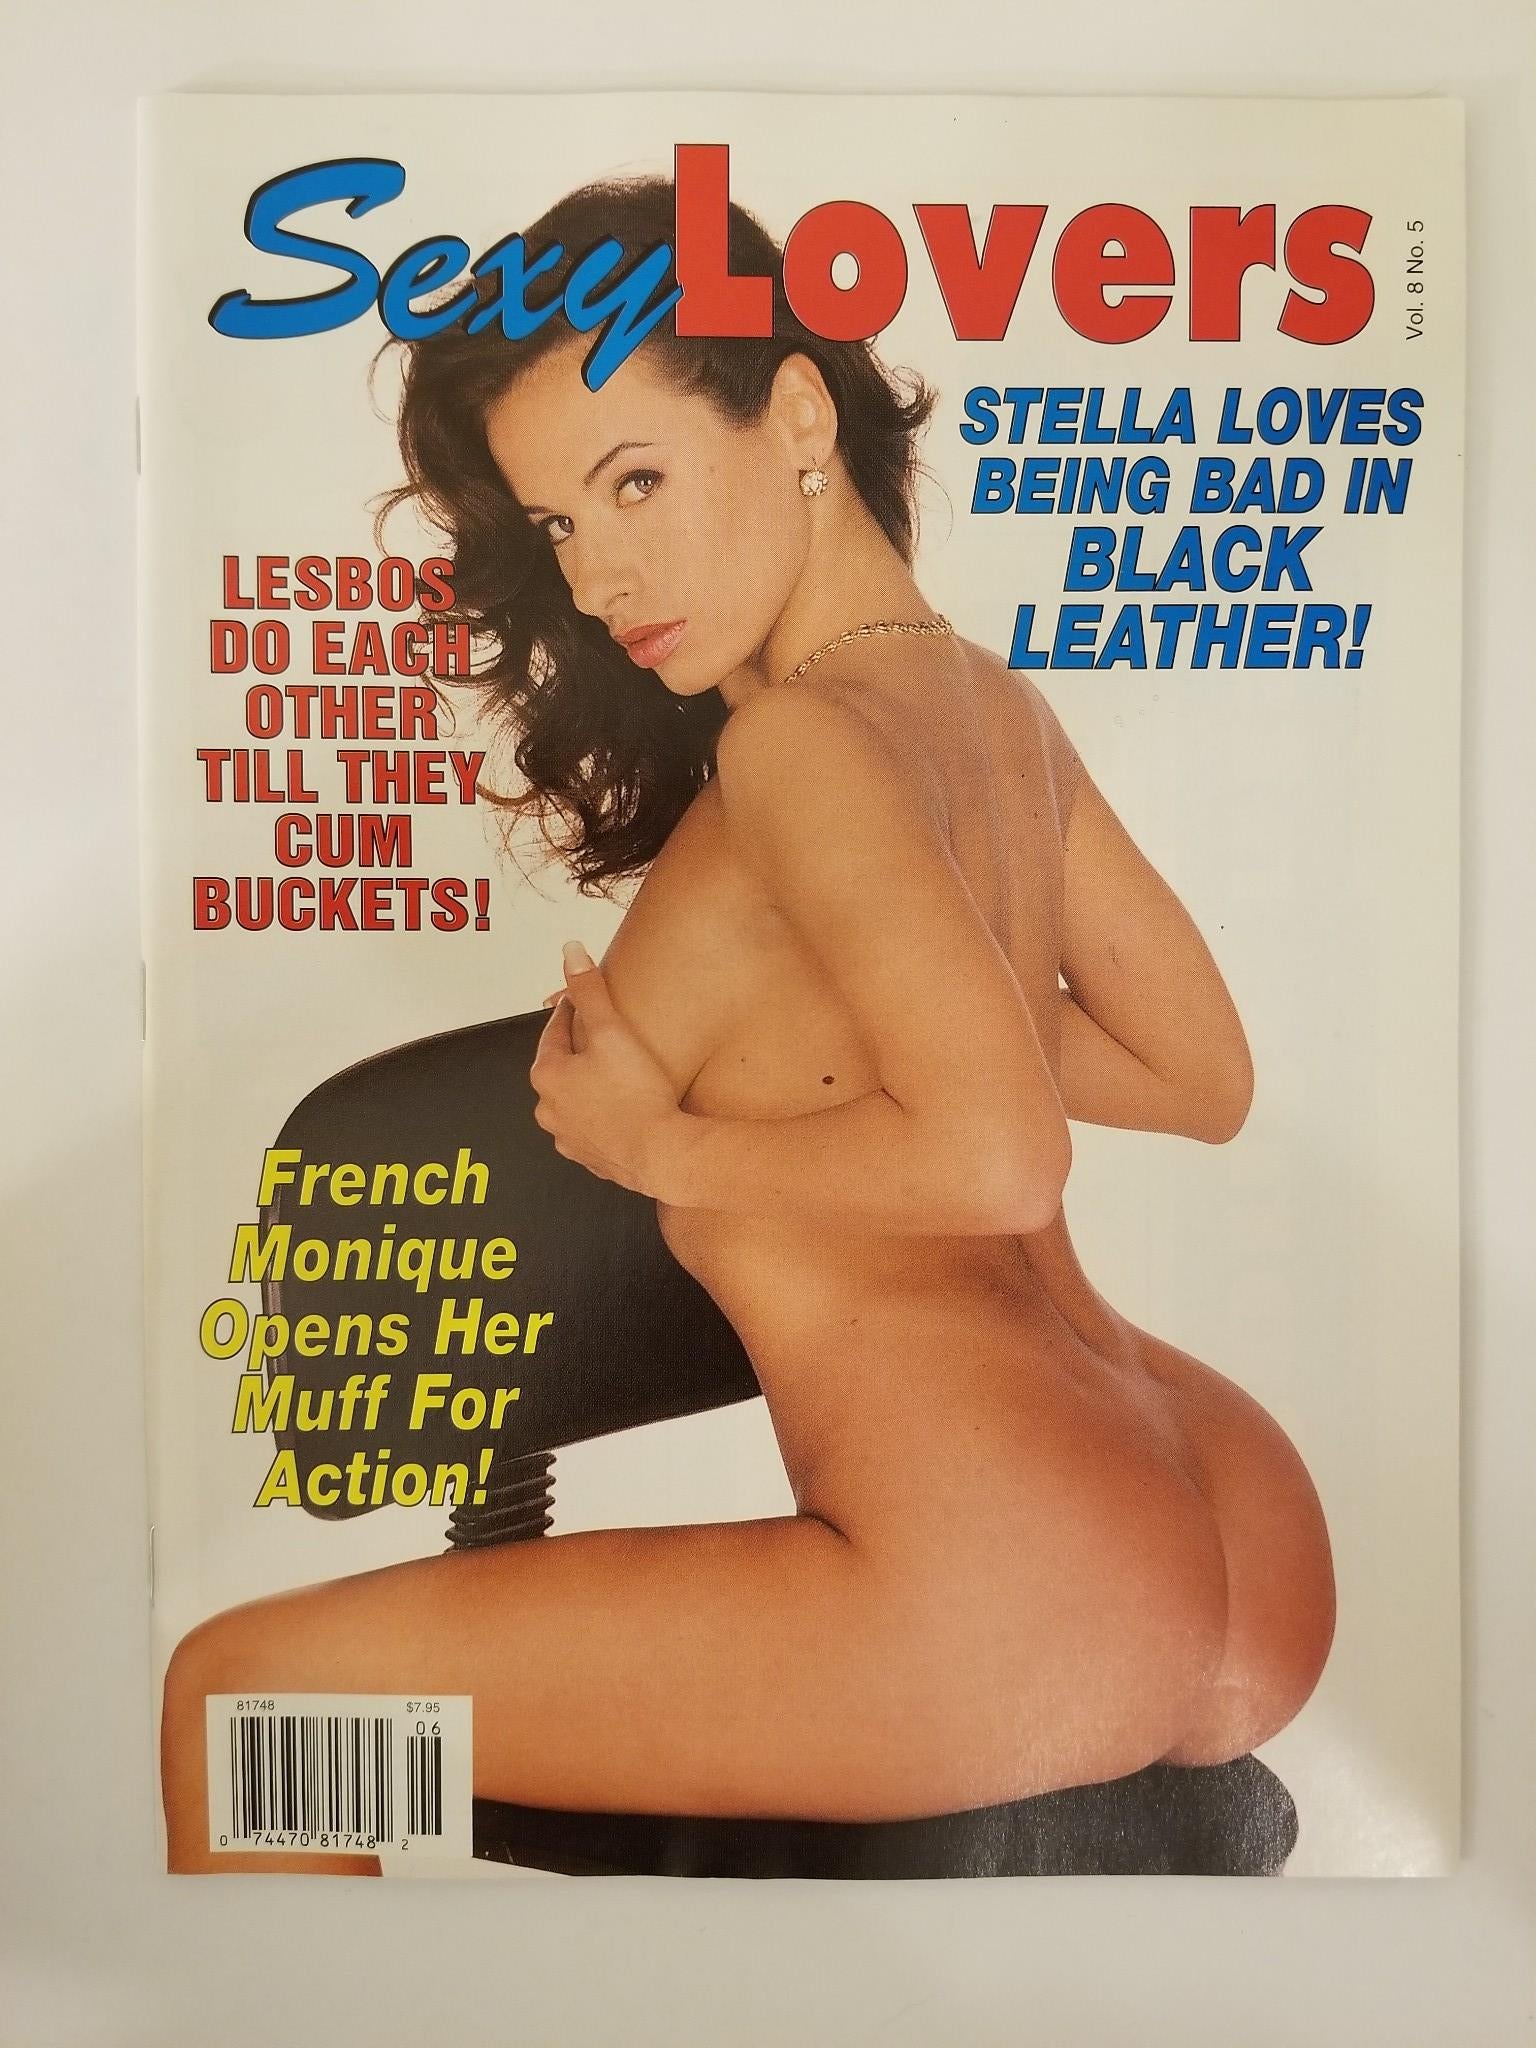 Sexy Lovers
Vol. 8 No. 5
STELLA LOVES
BEING BAD IN
BLACK
LEATHER!
LESBOS
DO EACH
OTHER
TILL THEY
CUM
BUCKETS!
French
Monique
Opens Her
Muff For
Action!
81748 $7.95
06
0 74470 81748 2